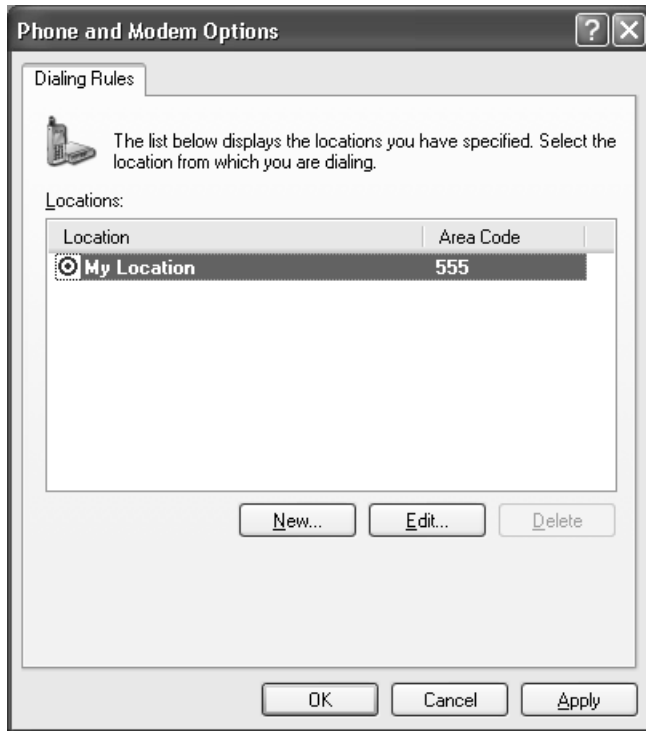 Phone and Modem Options
Dialing Rules
The list below displays the locations you have specified. Select the
location from which you are dialing.
Locations:
Location Area Code
My Location 555
New... Edit... Delete
OK Cancel Apply